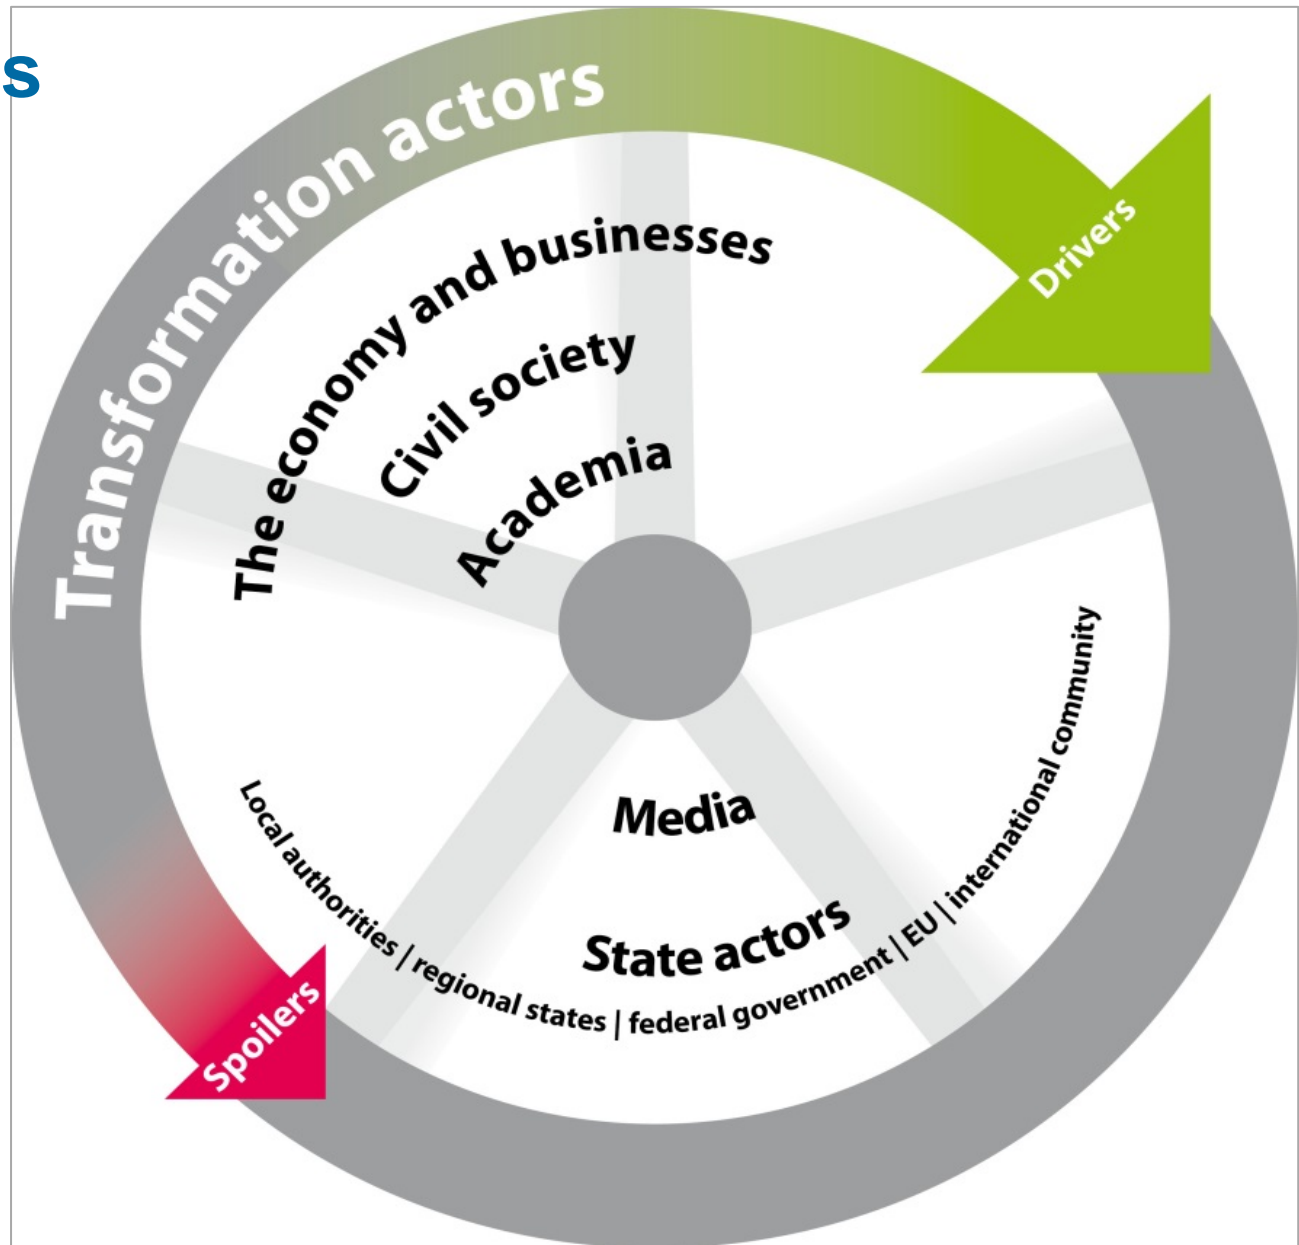 s
Transformation actors
Drivers
The economy and businesses
Civil society
Academia
Media
State actors
Local authorities | regional states | federal government | EU | international community
Spoilers